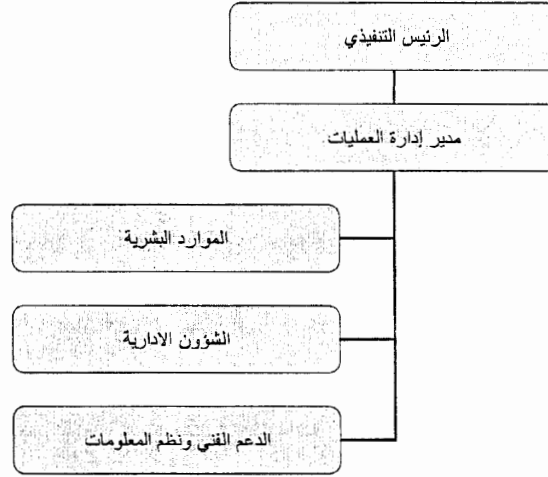 الرئيس التنفيذي
مدير إدارة العمليات
الموارد البشرية
الشؤون الادارية
الدعم الفني ونظم المعلومات